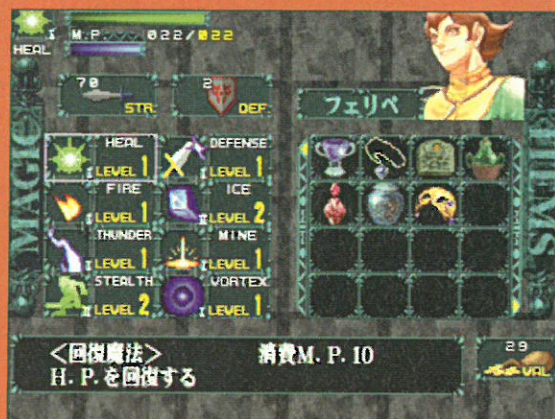 M.P. 022/022
HEAL
70
STR.
2
DEF.
フェリペ
MAGIC
ITEMS
HEAL
LEVEL 1
DEFENSE
LEVEL 1
FIRE
LEVEL 1
ICE
LEVEL 2
THUNDER
LEVEL 1
MINE
LEVEL 1
STEALTH
LEVEL 2
VORTEX
LEVEL 1
<回復魔法> 消費M.P.10
H.P.を回復する
29
VAL